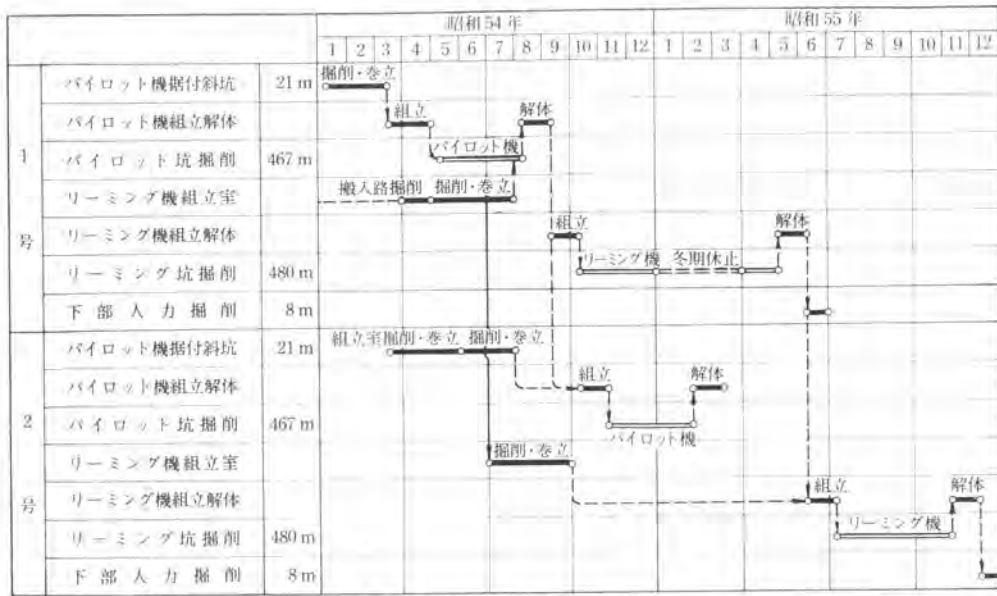 昭和54年 昭和55年
1 2 3 4 5 6 7 8 9 10 11 12 1 2 3 4 5 6 7 8 9 10 11 12
1号
パイロット機据付斜坑 21m 掘削・巻立
パイロット機組立解体 組立 解体
パイロット坑掘削 467m パイロット機
リーミング機組立室 搬入路掘削 掘削・巻立
リーミング機組立解体 組立 解体
リーミング坑掘削 480m リーミング機 冬期休止
下部人力掘削 8m
2号
パイロット機据付斜坑 21m 組立室掘削・巻立 掘削・巻立
パイロット機組立解体 組立 解体
パイロット坑掘削 467m パイロット機
リーミング機組立室 掘削・巻立
リーミング機組立解体 組立 解体
リーミング坑掘削 480m リーミング機
下部人力掘削 8m